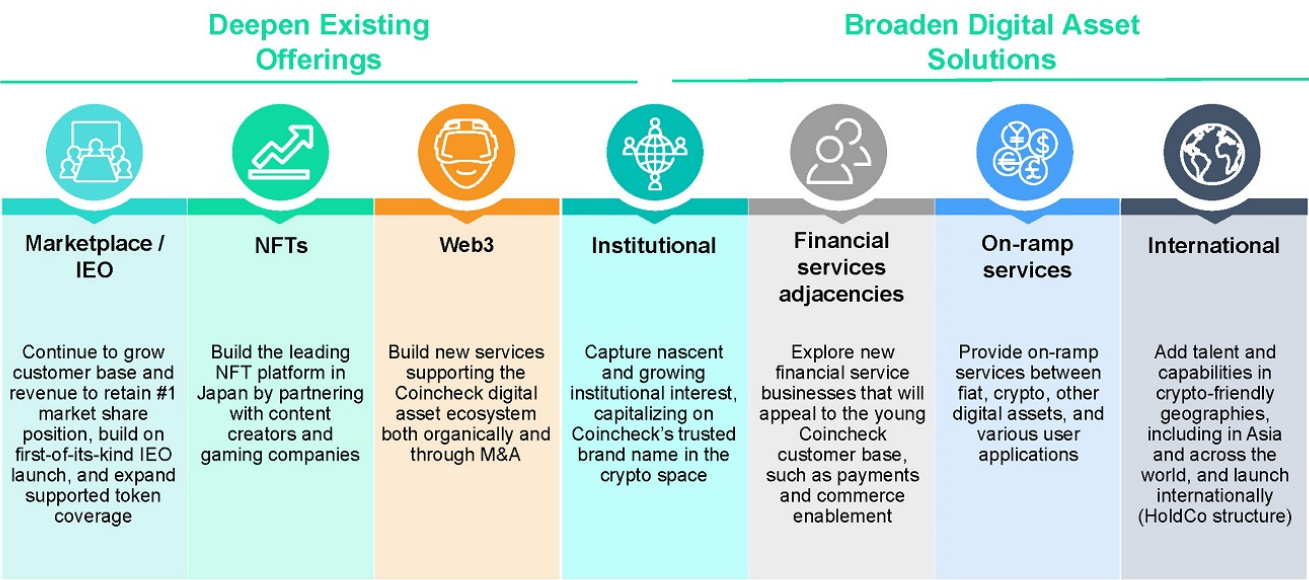 Deepen Existing
Offerings
Broaden Digital Asset
Solutions
¥
$
€
£
Marketplace /
IEO
Continue to grow
customer base and
revenue to retain #1
market share
position, build on
first-of-its-kind IEO
launch, and expand
supported token
coverage
NFTs
Build the leading
NFT platform in
Japan by partnering
with content
creators and
gaming companies
Web3
Build new services
supporting the
Coincheck digital
asset ecosystem
both organically and
through M&A
Institutional
Capture nascent
and growing
institutional interest,
capitalizing on
Coincheck’s trusted
brand name in the
crypto space
Financial
services
adjacencies
Explore new
financial service
businesses that will
appeal to the young
Coincheck
customer base,
such as payments
and commerce
enablement
On-ramp
services
Provide on-ramp
services between
fiat, crypto, other
digital assets, and
various user
applications
International
Add talent and
capabilities in
crypto-friendly
geographies,
including in Asia
and across the
world, and launch
internationally
(HoldCo structure)